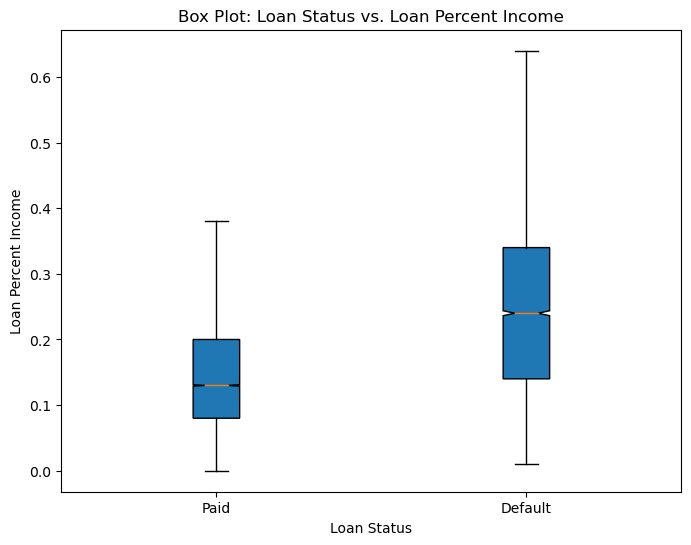 Box Plot: Loan Status vs. Loan Percent Income
Loan Percent Income
0.6
0.5
0.4
0.3
0.2
0.1
0.0
Paid
Default
Loan Status